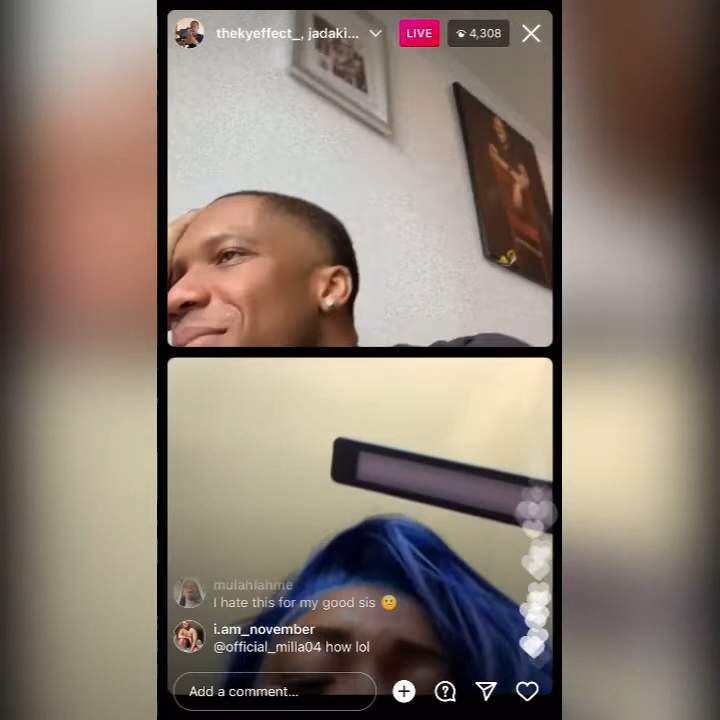 thekyeffect_, jadaki...
LIVE
4,308
mulahlahme
I hate this for my good sis 😕
i.am_november
@official_milla04 how lol
Add a comment...